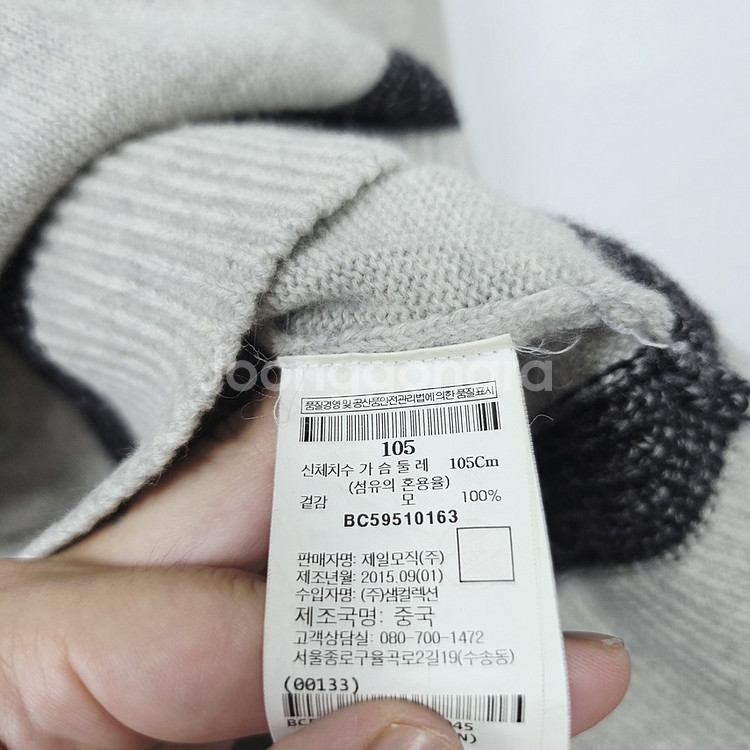 Joonggonara
품질경영 및 공산품안전관리법에 의한 품질표시
105
신체치수 가 슴 둘 레 105Cm
(섬유의 혼용율)
겉감 모 100%
BC59510163
판매자명: 제일모직(주)
제조년월: 2015.09(01)
수입자명: (주)샘컬렉션
제조국명: 중국
고객상담실: 080-700-1472
서울종로구율곡로2길19(수송동)
(00133)